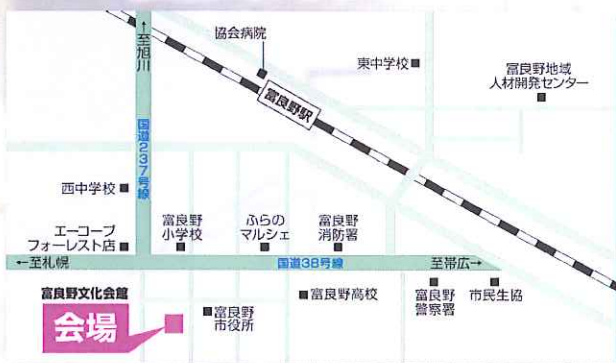 ↑至旭川
協会病院
東中学校
富良野地域
人材開発センター
富良野駅
国道237号線
西中学校
エーコープ
フォーレスト店
富良野
小学校
ふらの
マルシェ
富良野
消防署
←至札幌
国道38号線
至帯広→
富良野文化会館
会場
富良野
市役所
富良野高校
富良野
警察署
市民生協